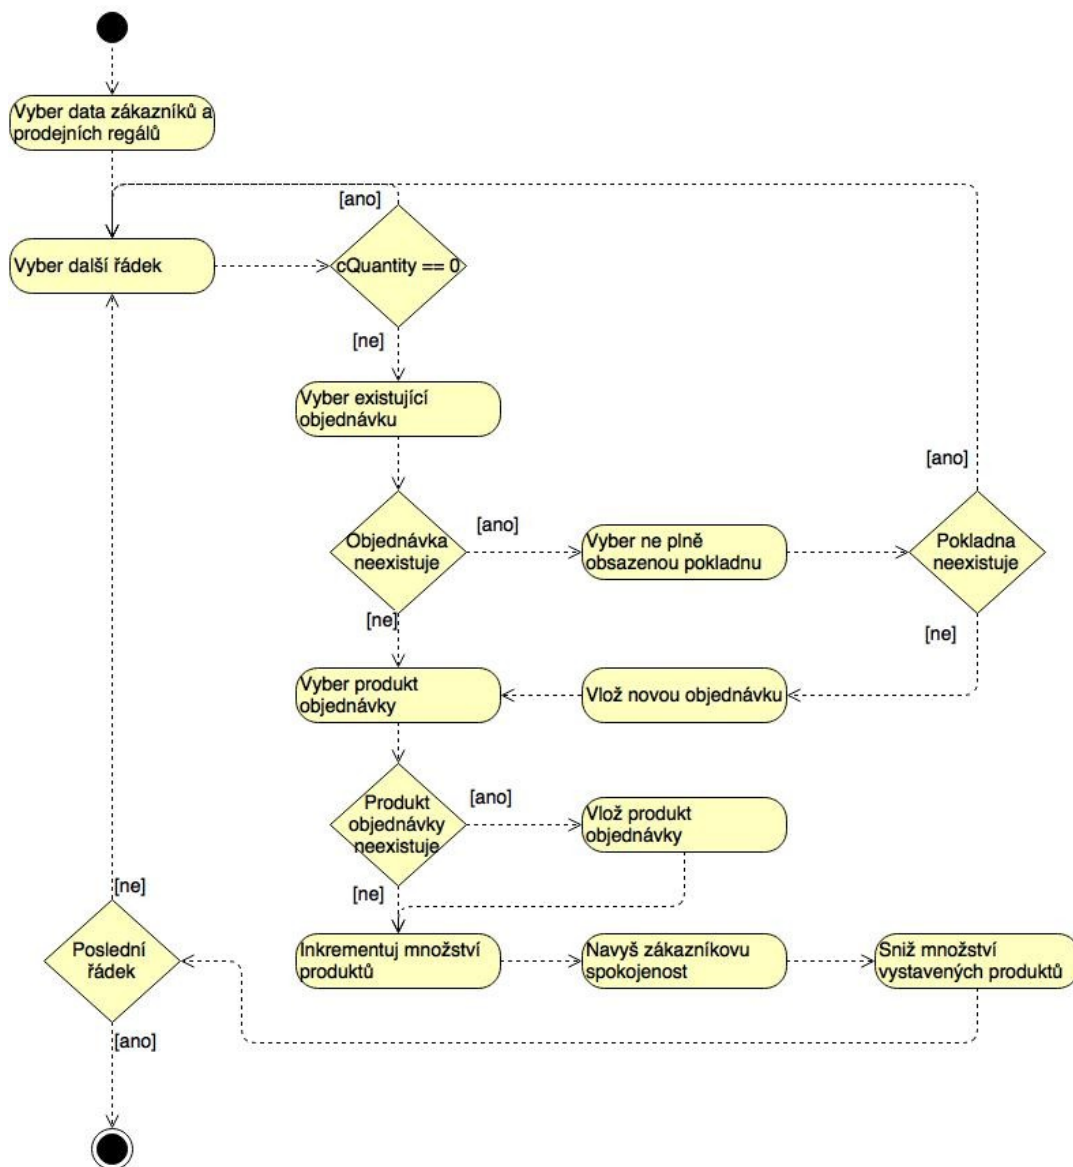 Vyber data zákazníků a
prodejních regálů
[ano]
Vyber další řádek
cQuantity == 0
[ne]
Vyber existující
objednávku
[ano]
[ano]
Objednávka
neexistuje
Vyber ne plně
obsazenou pokladnu
Pokladna
neexistuje
[ne]
[ne]
Vyber produkt
objednávky
Vlož novou objednávku
[ano]
Produkt
objednávky
neexistuje
Vlož produkt
objednávky
[ne]
[ne]
Poslední
řádek
Inkrementuj množství
produktů
Navyš zákazníkovu
spokojenost
Sniž množství
vystavených produktů
[ano]